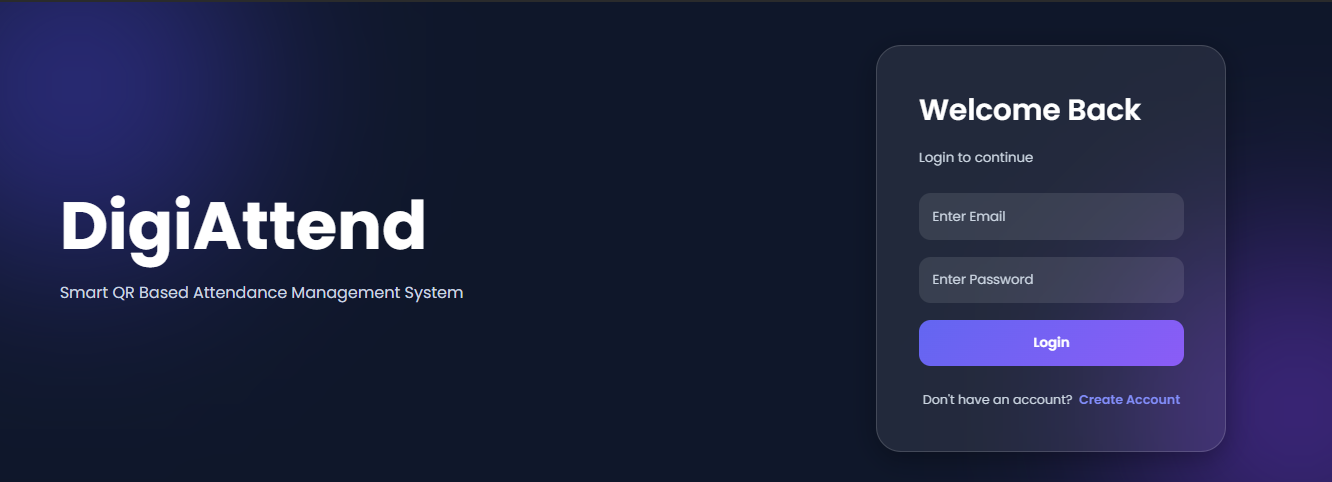 DigiAttend
Smart QR Based Attendance Management System
Welcome Back
Login to continue
Enter Email
Enter Password
Login
Don't have an account? Create Account